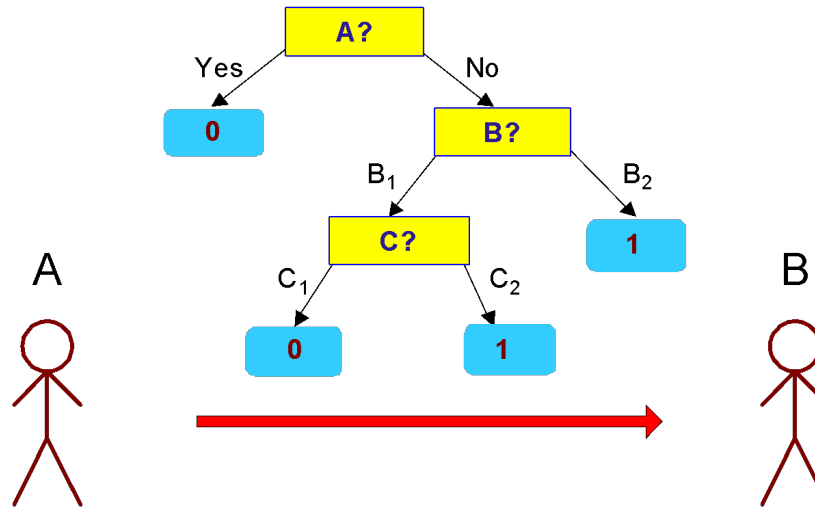 A?
Yes
No
0
B?
B₁
B₂
C?
1
A
B
C₁
C₂
0
1